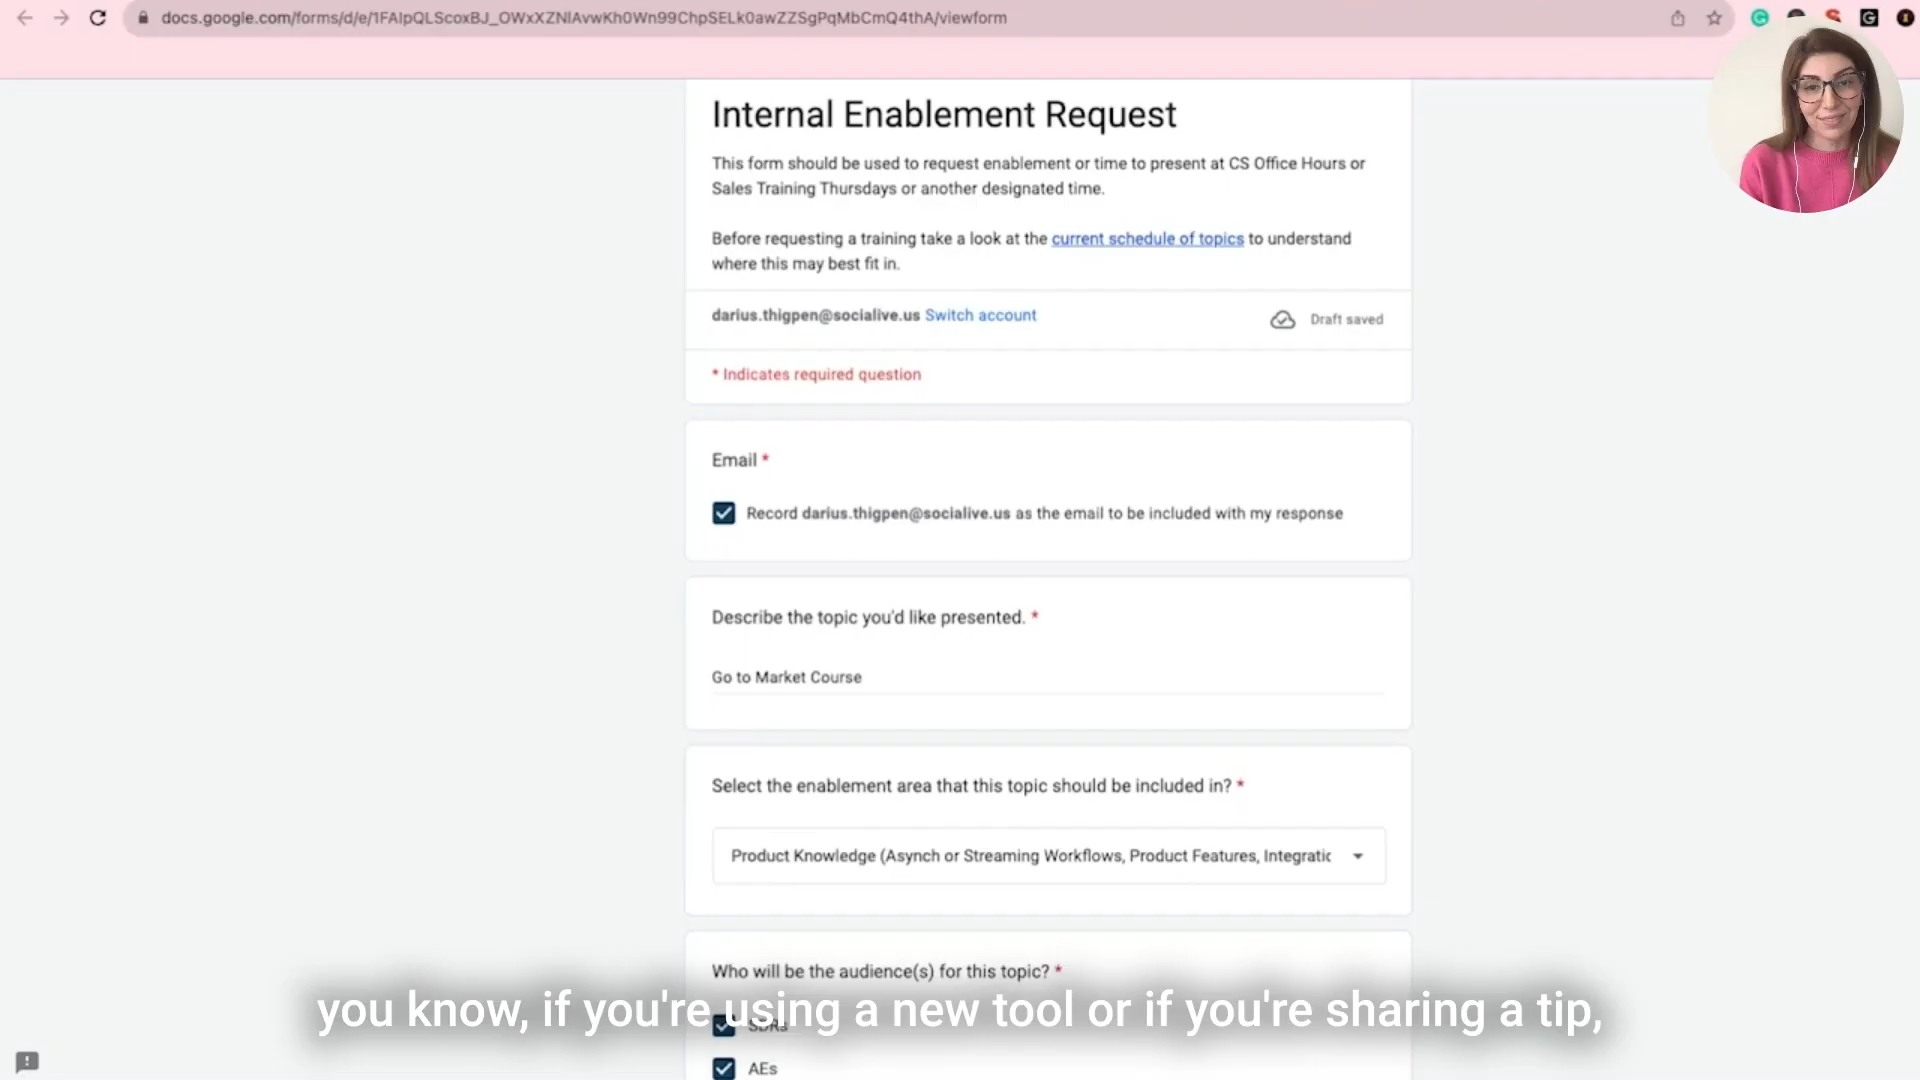 docs.google.com/forms/d/e/1FAIpQLScoxBJ_OWxXZNlAvwKh0Wn99ChpSELk0awZZSgPqMbCmQ4thA/viewform
Internal Enablement Request
This form should be used to request enablement or time to present at CS Office Hours or
Sales Training Thursdays or another designated time.
Before requesting a training take a look at the current schedule of topics to understand
where this may best fit in.
darius.thigpen@socialive.us Switch account
Draft saved
* Indicates required question
Email *
Record darius.thigpen@socialive.us as the email to be included with my response
Describe the topic you'd like presented. *
Go to Market Course
Select the enablement area that this topic should be included in? *
Product Knowledge (Asynch or Streaming Workflows, Product Features, Integratic
Who will be the audience(s) for this topic? *
you know, if you're using a new tool or if you're sharing a tip,
SDRs
AEs